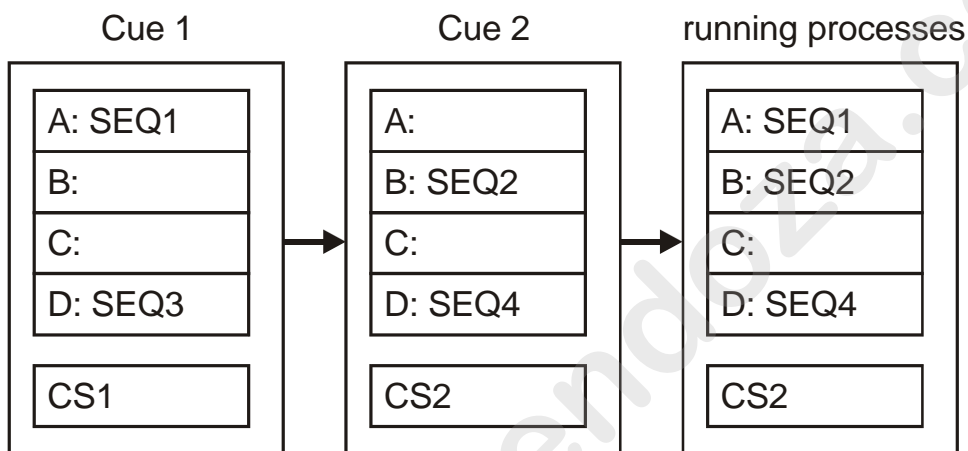 Cue 1
A: SEQ1
B:
C:
D: SEQ3
CS1
Cue 2
A:
B: SEQ2
C:
D: SEQ4
CS2
running processes
A: SEQ1
B: SEQ2
C:
D: SEQ4
CS2